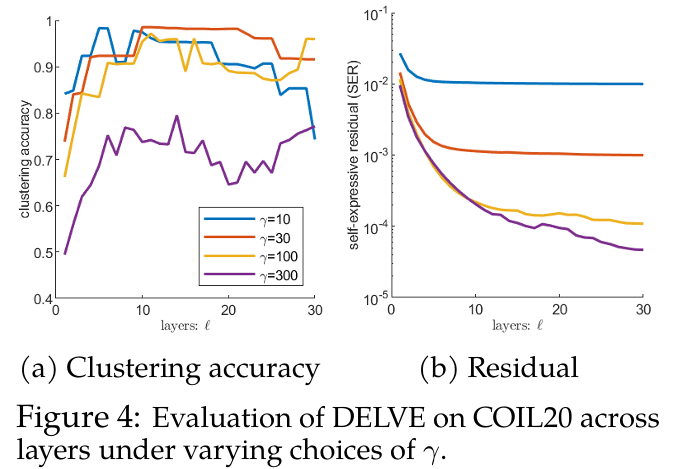 1
0.9
0.8
0.7
0.6
0.5
0.4
0
10
20
30
clustering accuracy
layers: ℓ
γ=10
γ=30
γ=100
γ=300
10⁻¹
10⁻²
10⁻³
10⁻⁴
10⁻⁵
0
10
20
30
self-expressive residual (SER)
layers: ℓ
(a) Clustering accuracy
(b) Residual
Figure 4: Evaluation of DELVE on COIL20 across
layers under varying choices of γ.